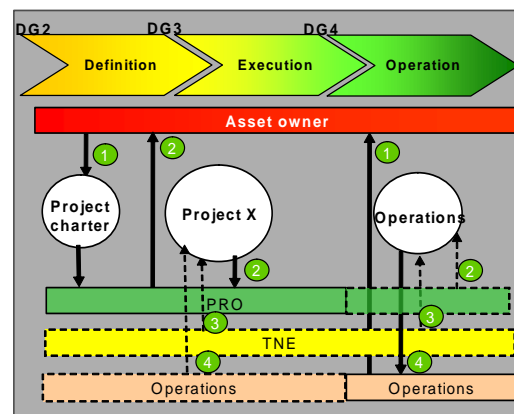 DG2
DG3
DG4
Definition
Execution
Operation
Asset owner
1
2
1
Project
charter
Project X
Operations
2
2
PRO
3
3
TNE
4
4
Operations
Operations